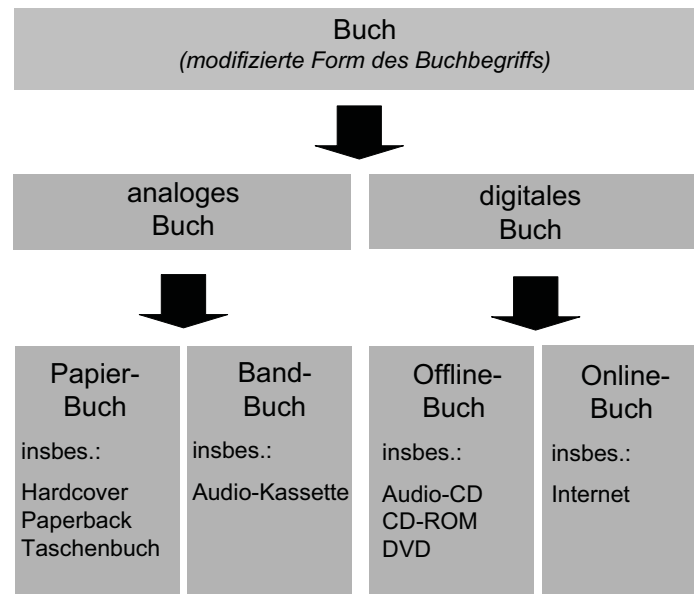 Buch
(modifizierte Form des Buchbegriffs)
analoges
Buch
digitales
Buch
Papier-
Buch
insbes.:
Hardcover
Paperback
Taschenbuch
Band-
Buch
insbes.:
Audio-Kassette
Offline-
Buch
insbes.:
Audio-CD
CD-ROM
DVD
Online-
Buch
insbes.:
Internet